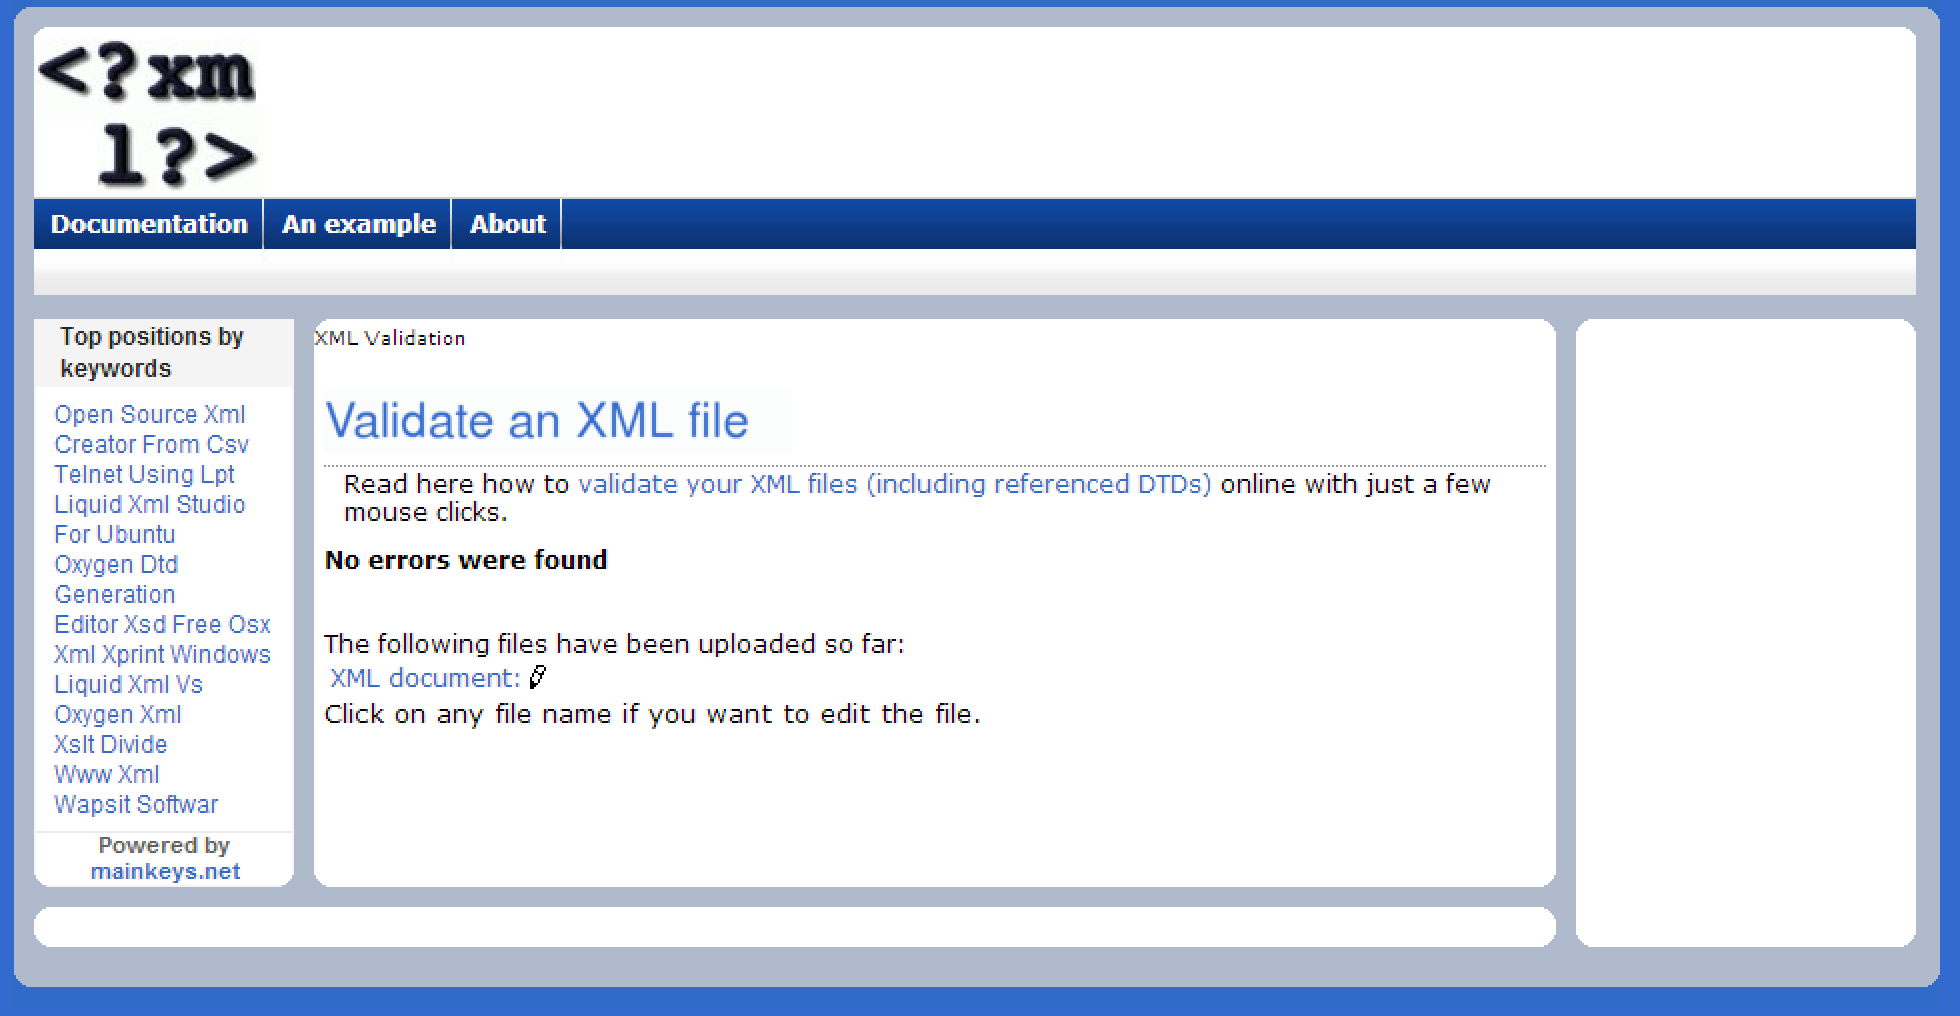 <?xm
l?>
Documentation An example About
Top positions by
keywords
Open Source Xml
Creator From Csv
Telnet Using Lpt
Liquid Xml Studio
For Ubuntu
Oxygen Dtd
Generation
Editor Xsd Free Osx
Xml Xprint Windows
Liquid Xml Vs
Oxygen Xml
Xslt Divide
Www Xml
Wapsit Softwar
Powered by
mainkeys.net
XML Validation
Validate an XML file
Read here how to validate your XML files (including referenced DTDs) online with just a few
mouse clicks.
No errors were found
The following files have been uploaded so far:
XML document:
Click on any file name if you want to edit the file.